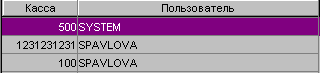 Касса Пользователь
500 SYSTEM
1231231231 SPAVLOVA
100 SPAVLOVA